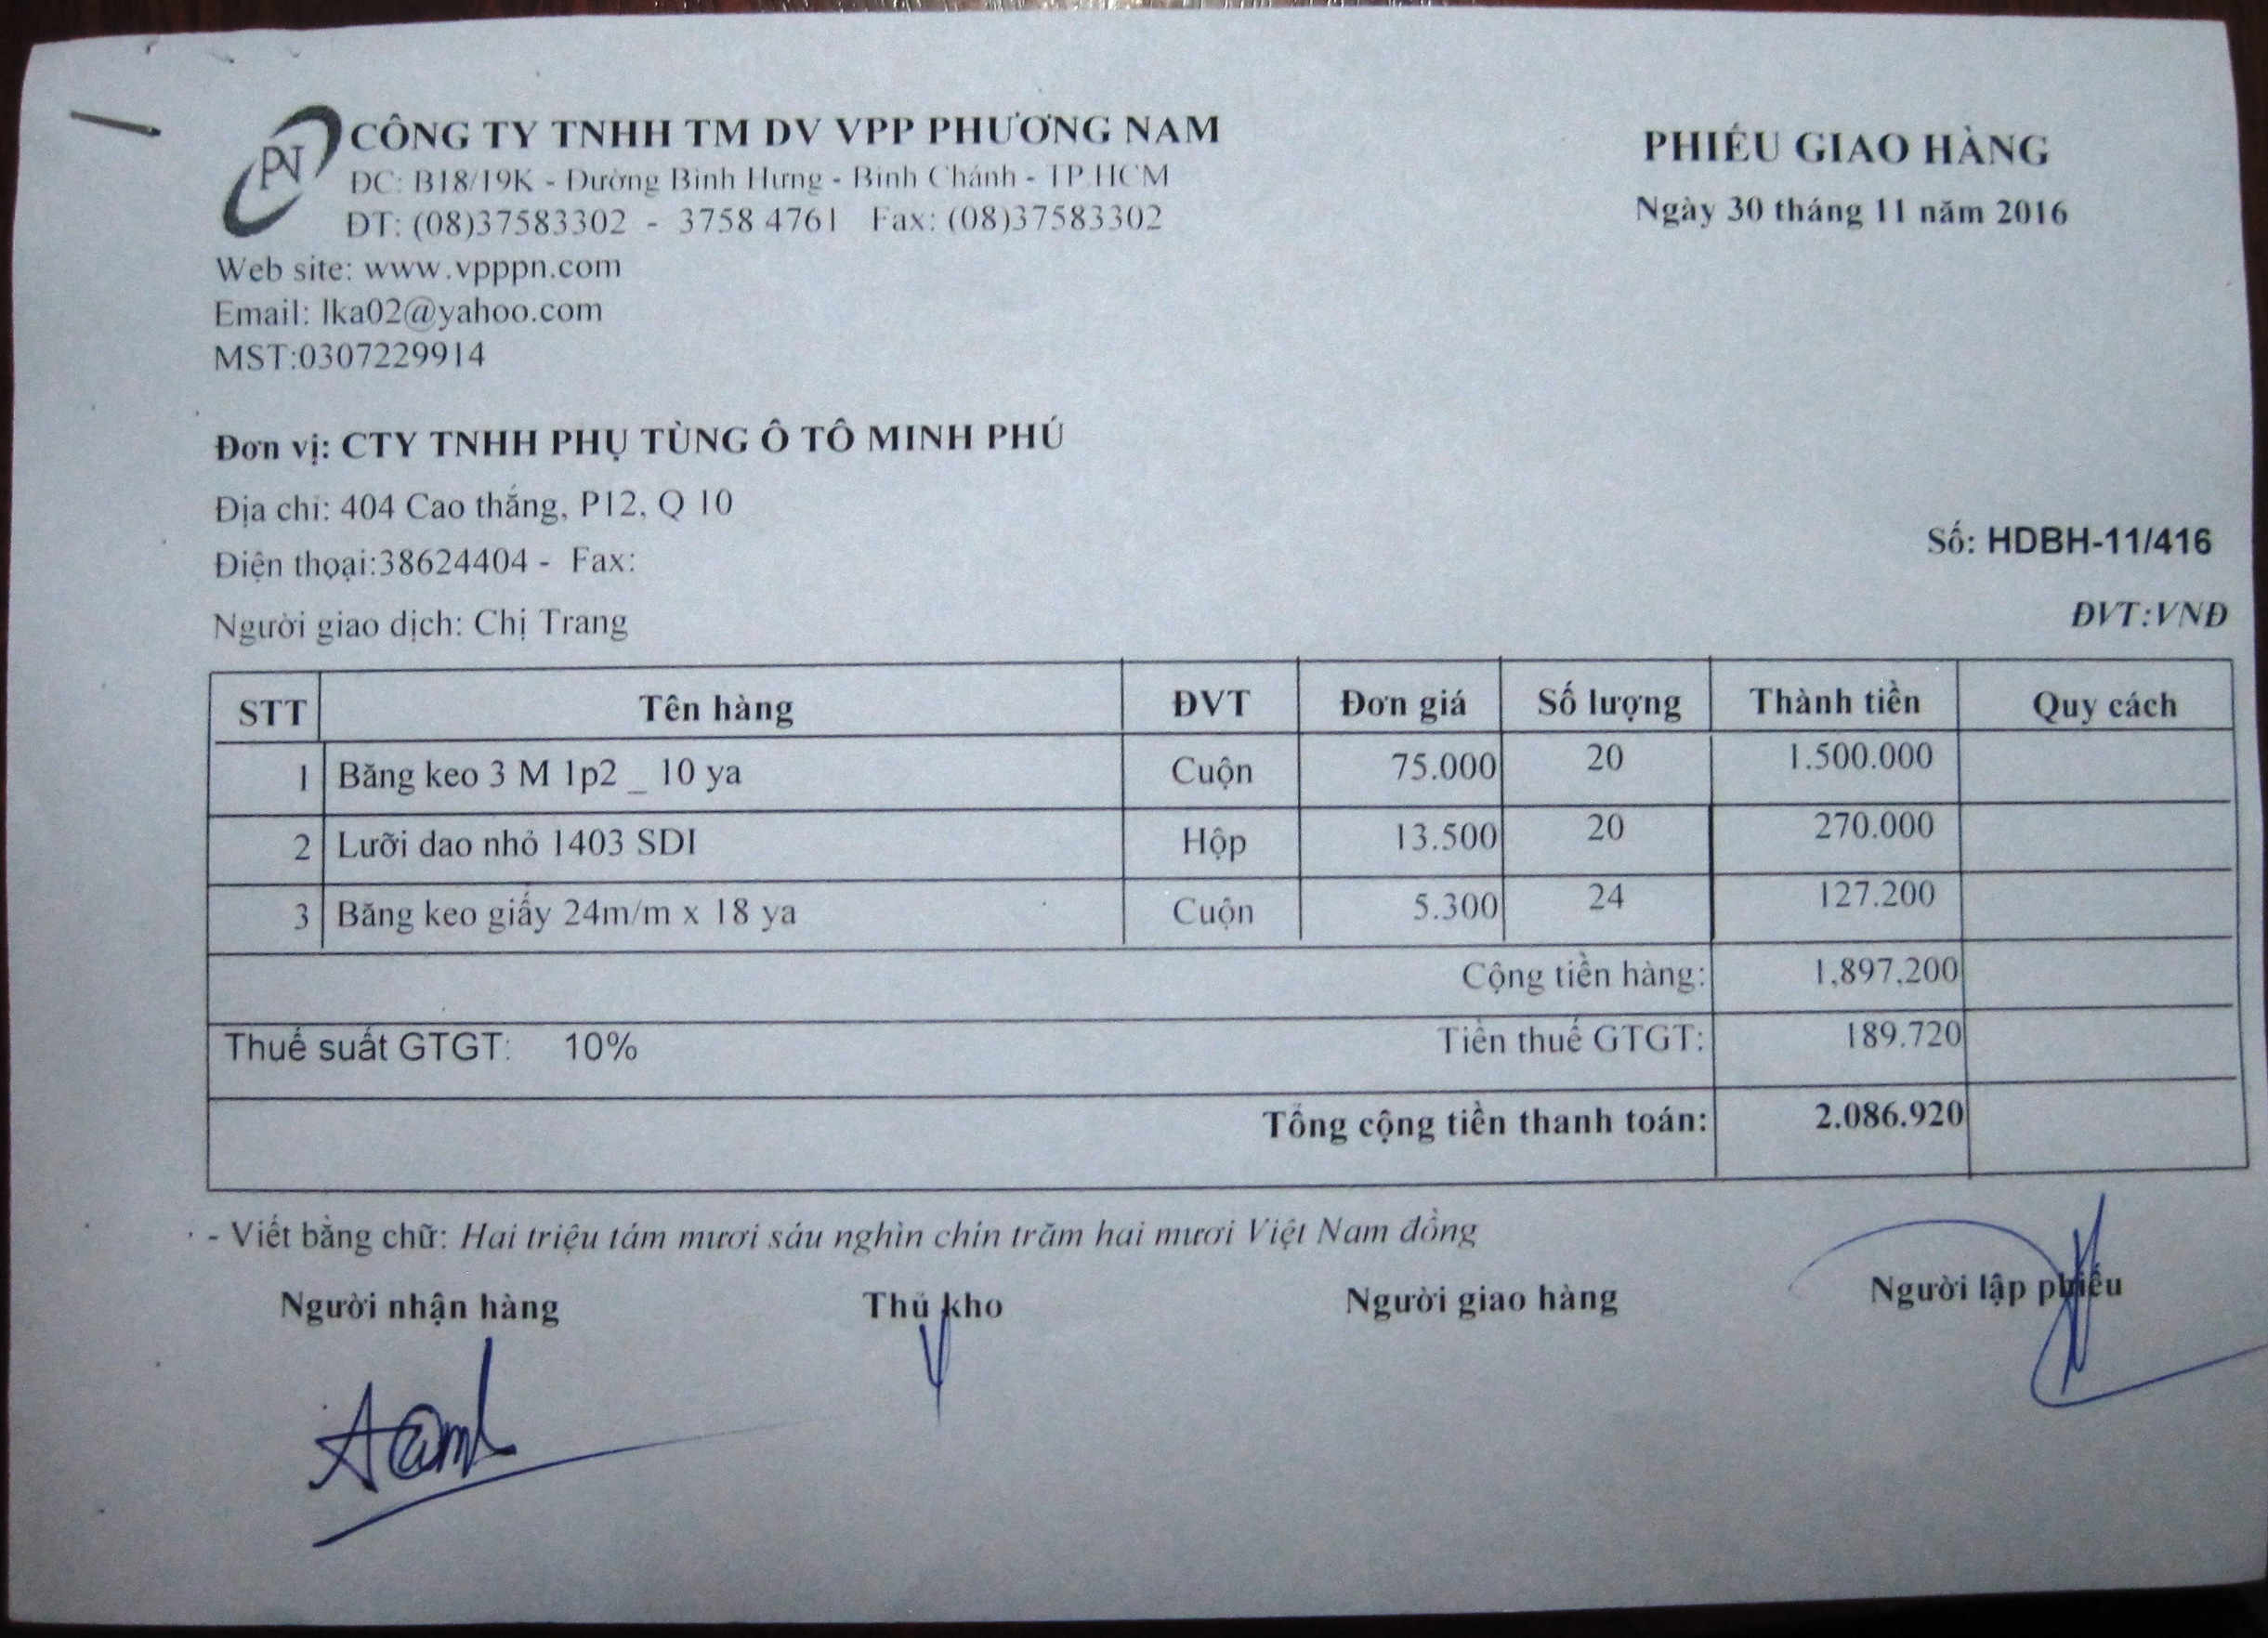 PN
CÔNG TY TNHH TM DV VPP PHƯƠNG NAM
ĐC: B18/19K - Đường Bình Hưng - Bình Chánh - TP.HCM
ĐT: (08)37583302 - 3758 4761 Fax: (08)37583302
Web site: www.vpppn.com
Email: lka02@yahoo.com
MST:0307229914
PHIẾU GIAO HÀNG
Ngày 30 tháng 11 năm 2016
Đơn vị: CTY TNHH PHỤ TÙNG Ô TÔ MINH PHÚ
Địa chỉ: 404 Cao thắng, P12, Q 10
Điện thoại:38624404 - Fax:
Người giao dịch: Chị Trang
Số: HDBH-11/416
ĐVT:VNĐ
STT Tên hàng ĐVT Đơn giá Số lượng Thành tiền Quy cách
1 Băng keo 3 M 1p2 _ 10 ya Cuộn 75.000 20 1.500.000
2 Lưỡi dao nhỏ 1403 SDI Hộp 13.500 20 270.000
3 Băng keo giấy 24m/m x 18 ya Cuộn 5.300 24 127.200
Cộng tiền hàng: 1,897,200
Thuế suất GTGT: 10% Tiền thuế GTGT: 189.720
Tổng cộng tiền thanh toán: 2.086.920
- Viết bằng chữ: Hai triệu tám mươi sáu nghìn chín trăm hai mươi Việt Nam đồng
Người nhận hàng Thủ kho Người giao hàng Người lập phiếu